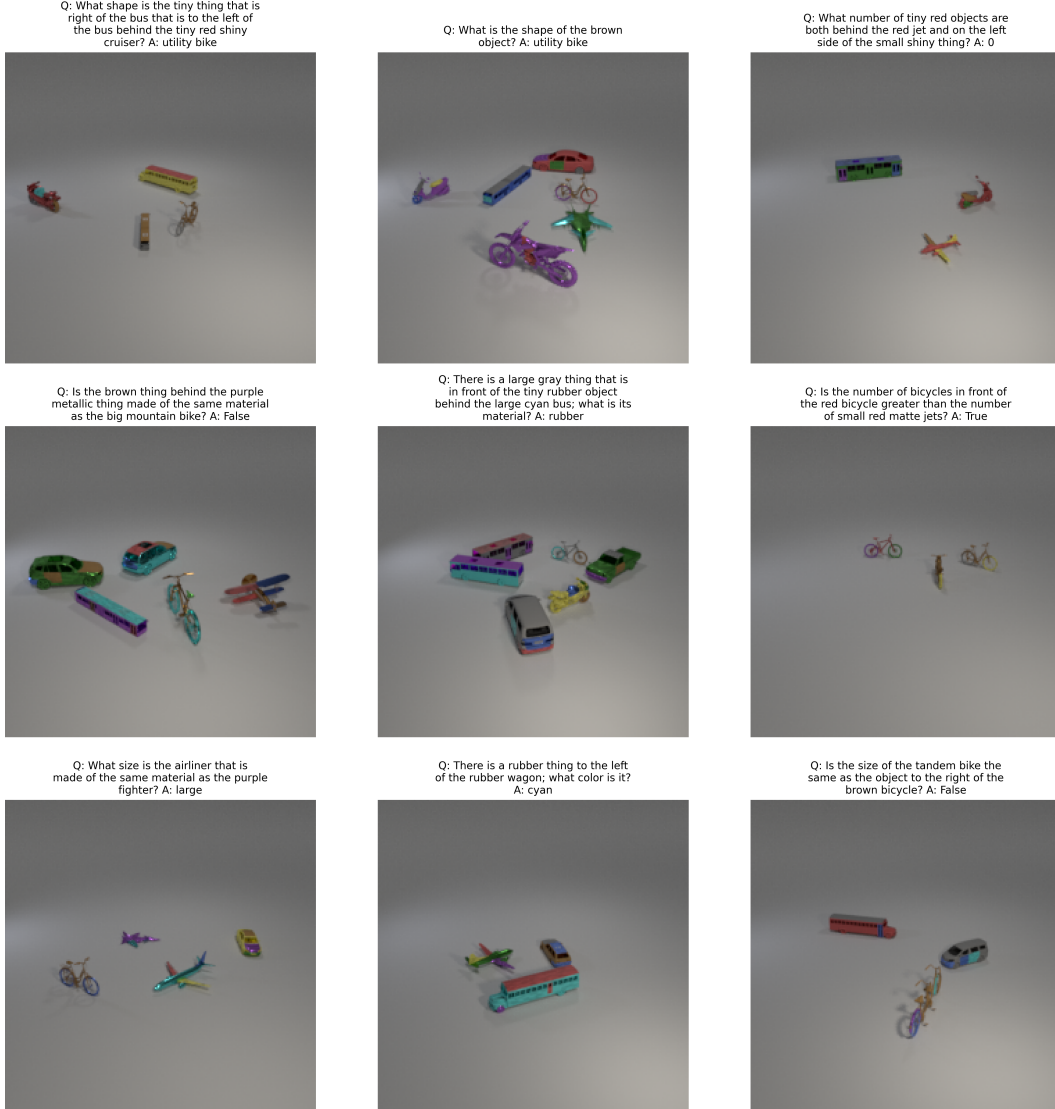 Q: What shape is the tiny thing that is
right of the bus that is to the left of
the bus behind the tiny red shiny
cruiser? A: utility bike
Q: What is the shape of the brown
object? A: utility bike
Q: What number of tiny red objects are
both behind the red jet and on the left
side of the small shiny thing? A: 0
Q: Is the brown thing behind the purple
metallic thing made of the same material
as the big mountain bike? A: False
Q: There is a large gray thing that is
in front of the tiny rubber object
behind the large cyan bus; what is its
material? A: rubber
Q: Is the number of bicycles in front of
the red bicycle greater than the number
of small red matte jets? A: True
Q: What size is the airliner that is
made of the same material as the purple
fighter? A: large
Q: There is a rubber thing to the left
of the rubber wagon; what color is it?
A: cyan
Q: Is the size of the tandem bike the
same as the object to the right of the
brown bicycle? A: False